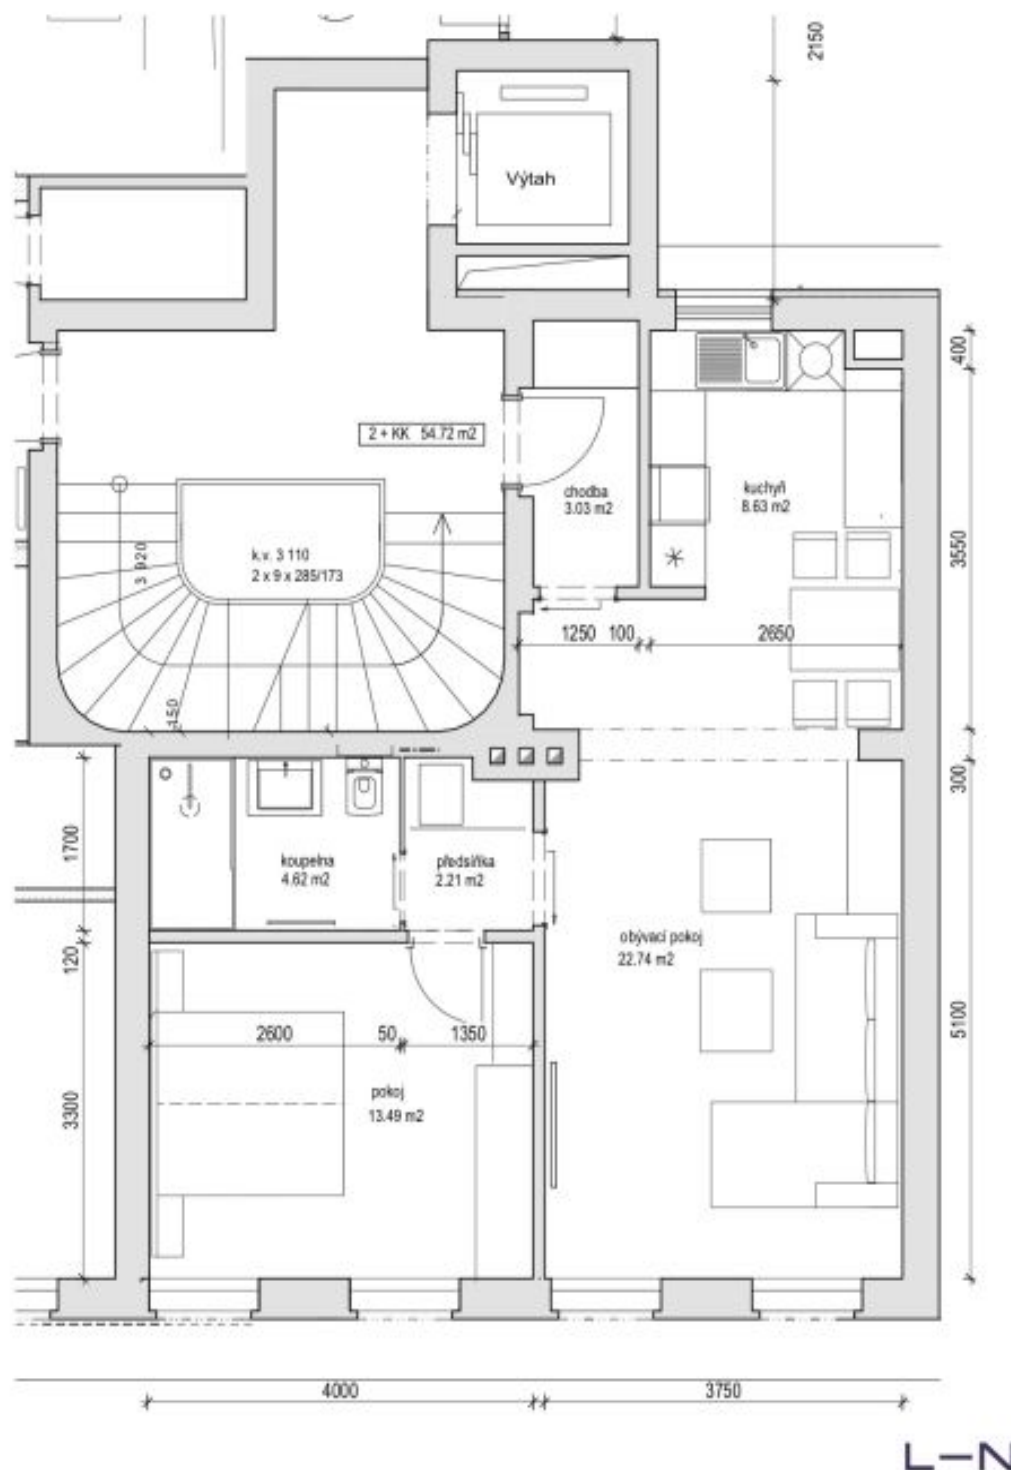 2150
Výtah
400
2 + KK 54.72 m2
chodba
3.03 m2
kuchyň
8.63 m2
3 920
k.v. 3 110
2 x 9 x 285/173
3550
1250 100 2650
150
300
1700
koupelna
4.62 m2
předsíňka
2.21 m2
obývací pokoj
22.74 m2
120
2600 50 1350
5100
pokoj
13.49 m2
3300
4000
3750
L-N